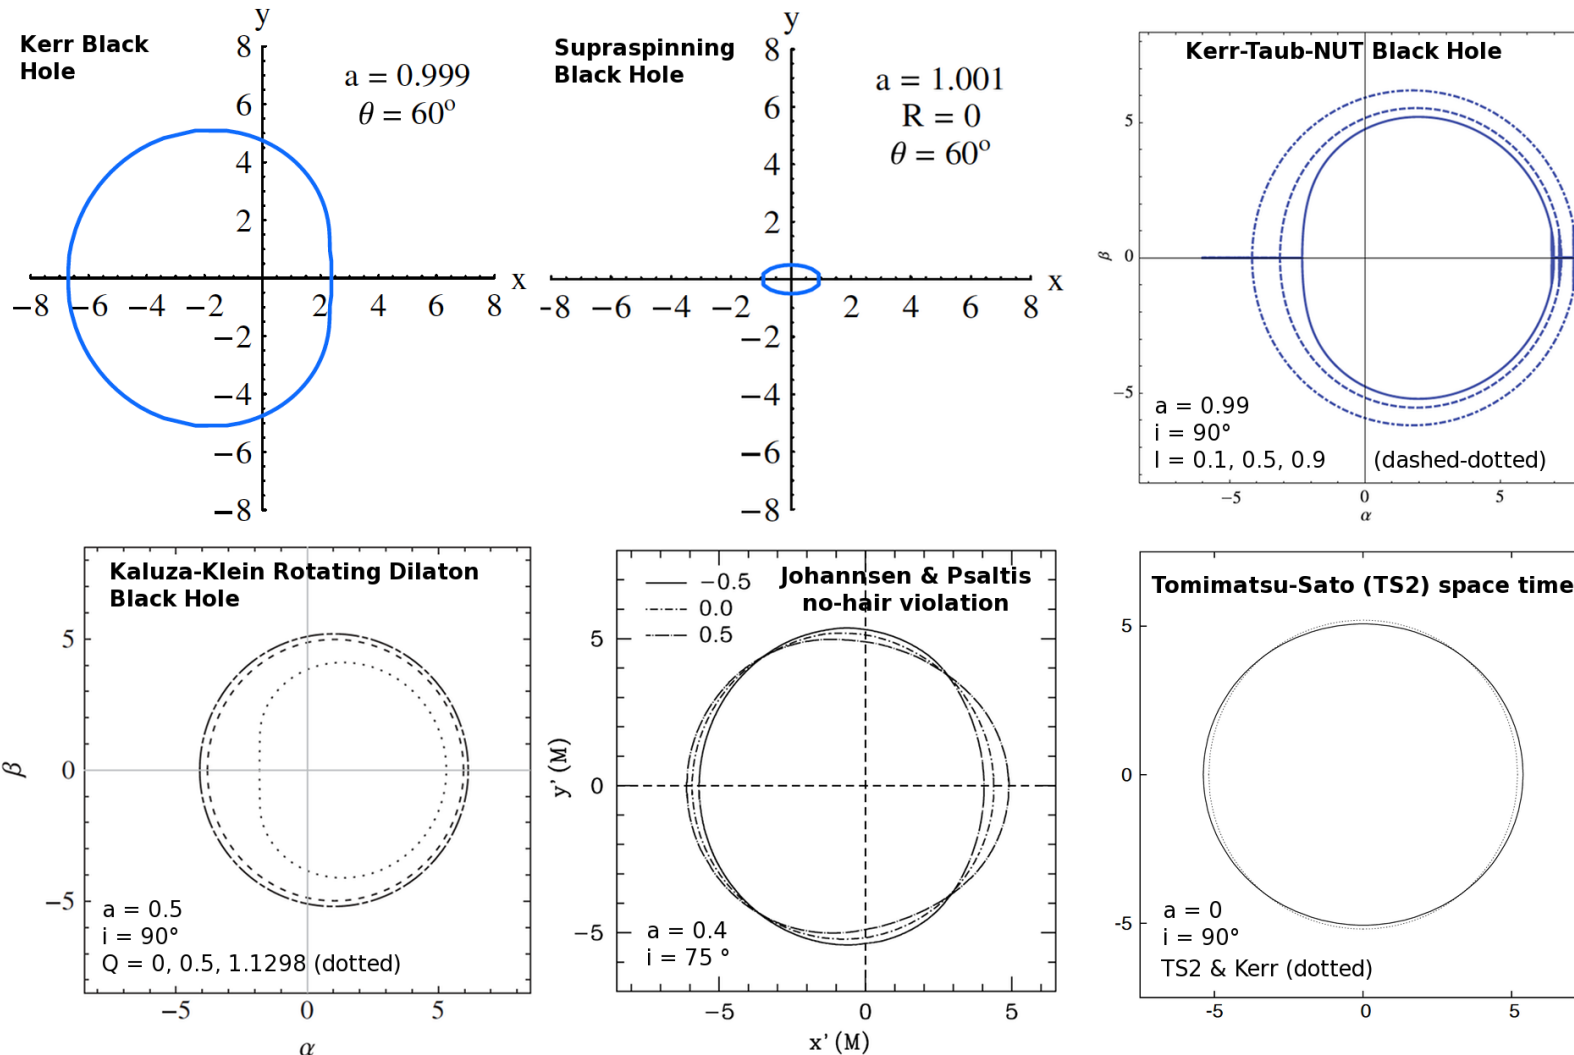 Kerr Black
Hole
y
a = 0.999
θ = 60°
8
6
4
2
−8 −6 −4 −2 2 4 6 8 x
−2
−4
−6
−8
Supraspinning
Black Hole
y
a = 1.001
R = 0
θ = 60°
8
6
4
2
−8 −6 −4 −2 2 4 6 8 x
−2
−4
−6
−8
Kerr-Taub-NUT Black Hole
5
0
−5
β
a = 0.99
i = 90°
l = 0.1, 0.5, 0.9 (dashed-dotted)
−5 0 5
α
Kaluza-Klein Rotating Dilaton
Black Hole
5
0
−5
β
a = 0.5
i = 90°
Q = 0, 0.5, 1.1298 (dotted)
−5 0 5
α
Johannsen & Psaltis
no-hair violation
−0.5
0.0
0.5
5
0
−5
y' (M)
a = 0.4
i = 75 °
−5 0 5
x' (M)
Tomimatsu-Sato (TS2) space time
5
0
-5
a = 0
i = 90°
TS2 & Kerr (dotted)
-5 0 5